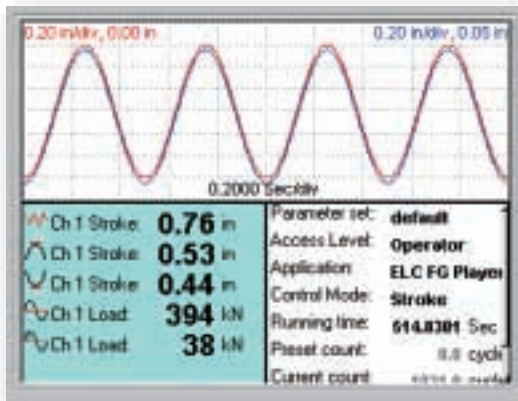 0.20 in/div, 0.00 in
0.20 in/div, 0.05 in
0.2000 Sec/div
Ch 1 Stroke: 0.76 in
Ch 1 Stroke: 0.53 in
Ch 1 Stroke: 0.44 in
Ch 1 Load: 394 kN
Ch 1 Load: 38 kN
Parameter set: default
Access Level: Operator
Application: ELC FG Player
Control Mode: Stroke
Running time: 514.8301 Sec
Preset count: 0.0 cycl
Current count